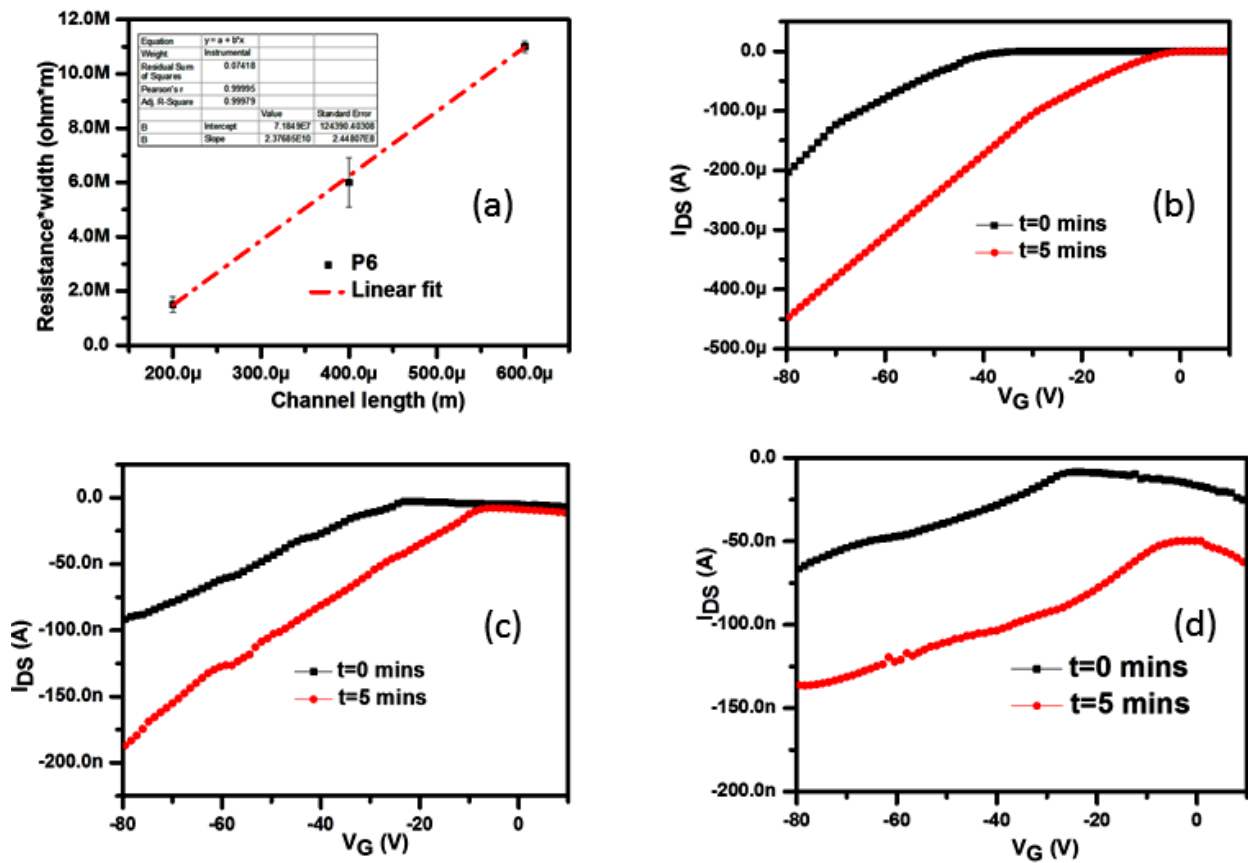 12.0M
10.0M
8.0M
6.0M
4.0M
2.0M
0.0
Resistance*width (ohm*m)
Equation y = a + b*x
Weight Instrumental
Residual Sum of Squares 0.07418
Pearson's r 0.99995
Adj. R-Square 0.99979
Value Standard Error
B Intercept 7.1849E7 124390.40308
B Slope 2.37685E10 2.44807E8
(a)
P6
Linear fit
200.0µ 300.0µ 400.0µ 500.0µ 600.0µ
Channel length (m)
0.0
-100.0µ
-200.0µ
-300.0µ
-400.0µ
-500.0µ
IDS (A)
(b)
t=0 mins
t=5 mins
-80 -60 -40 -20 0
VG (V)
0.0
-50.0n
-100.0n
-150.0n
-200.0n
IDS (A)
(c)
t=0 mins
t=5 mins
-80 -60 -40 -20 0
VG (V)
0.0
-50.0n
-100.0n
-150.0n
-200.0n
IDS (A)
(d)
t=0 mins
t=5 mins
-80 -60 -40 -20 0
VG (V)